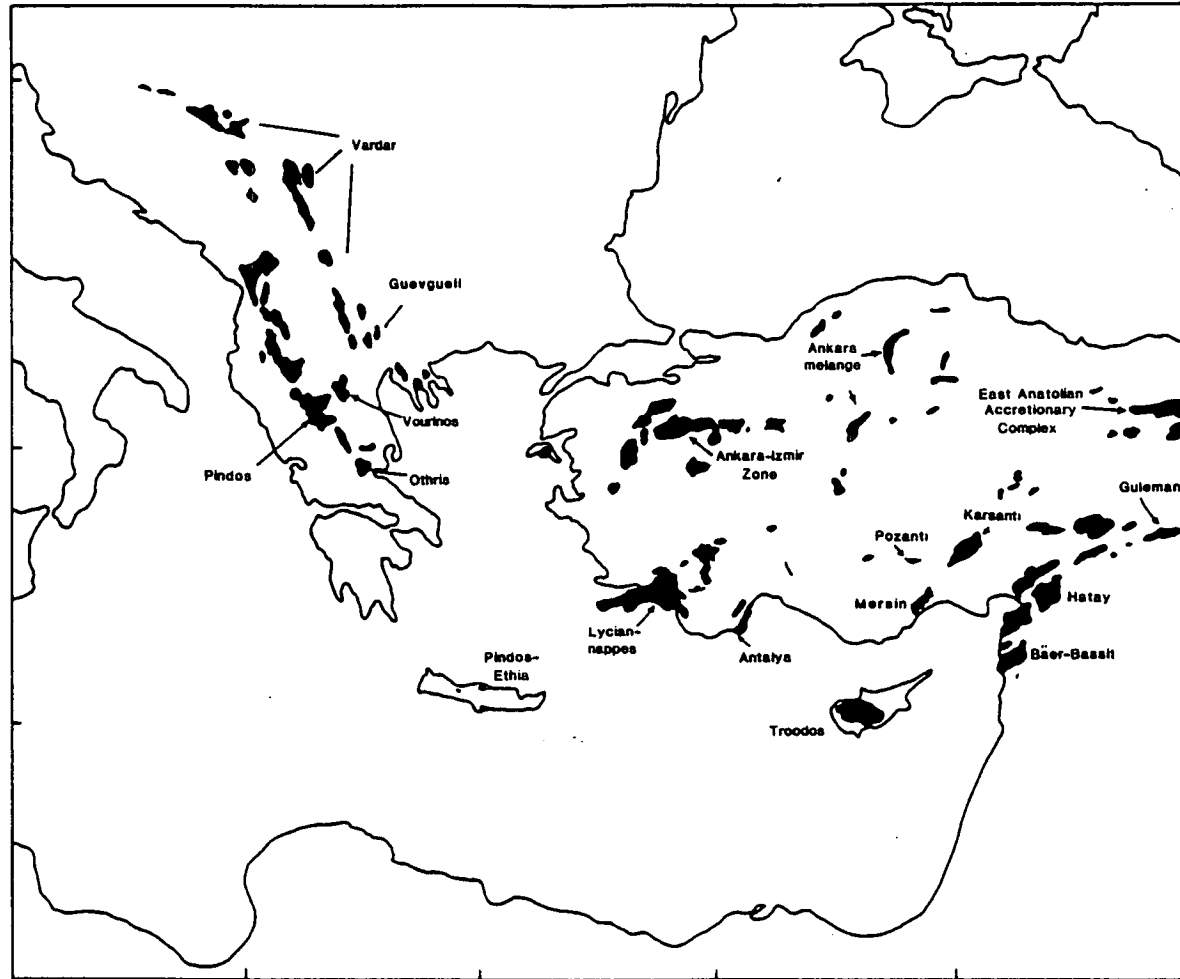 Vardar
Guevgueli
Ankara
melange
East Anatolian
Accretionary
Complex
Vourinos
Ankara-Izmir
Zone
Pindos
Othris
Guleman
Karsantı
Pozantı
Mersin
Hatay
Lycian-
nappes
Antalya
Bäer-Bassit
Pindos-
Ethia
Troodos